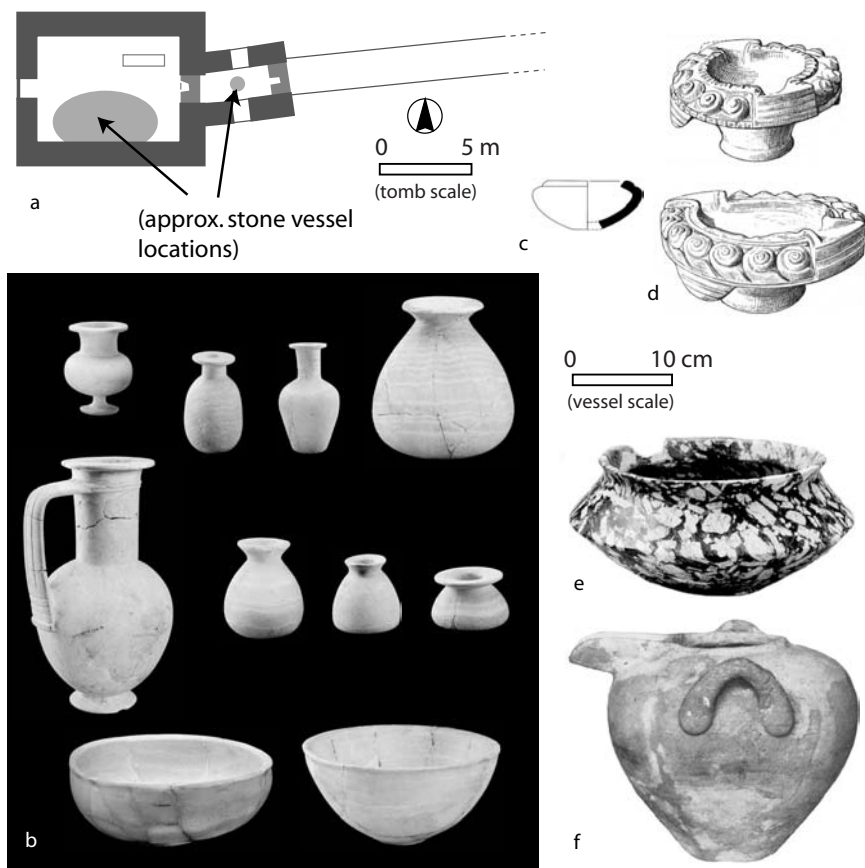 a
0 5 m
(tomb scale)
(approx. stone vessel
locations)
c
d
0 10 cm
(vessel scale)
e
b
f